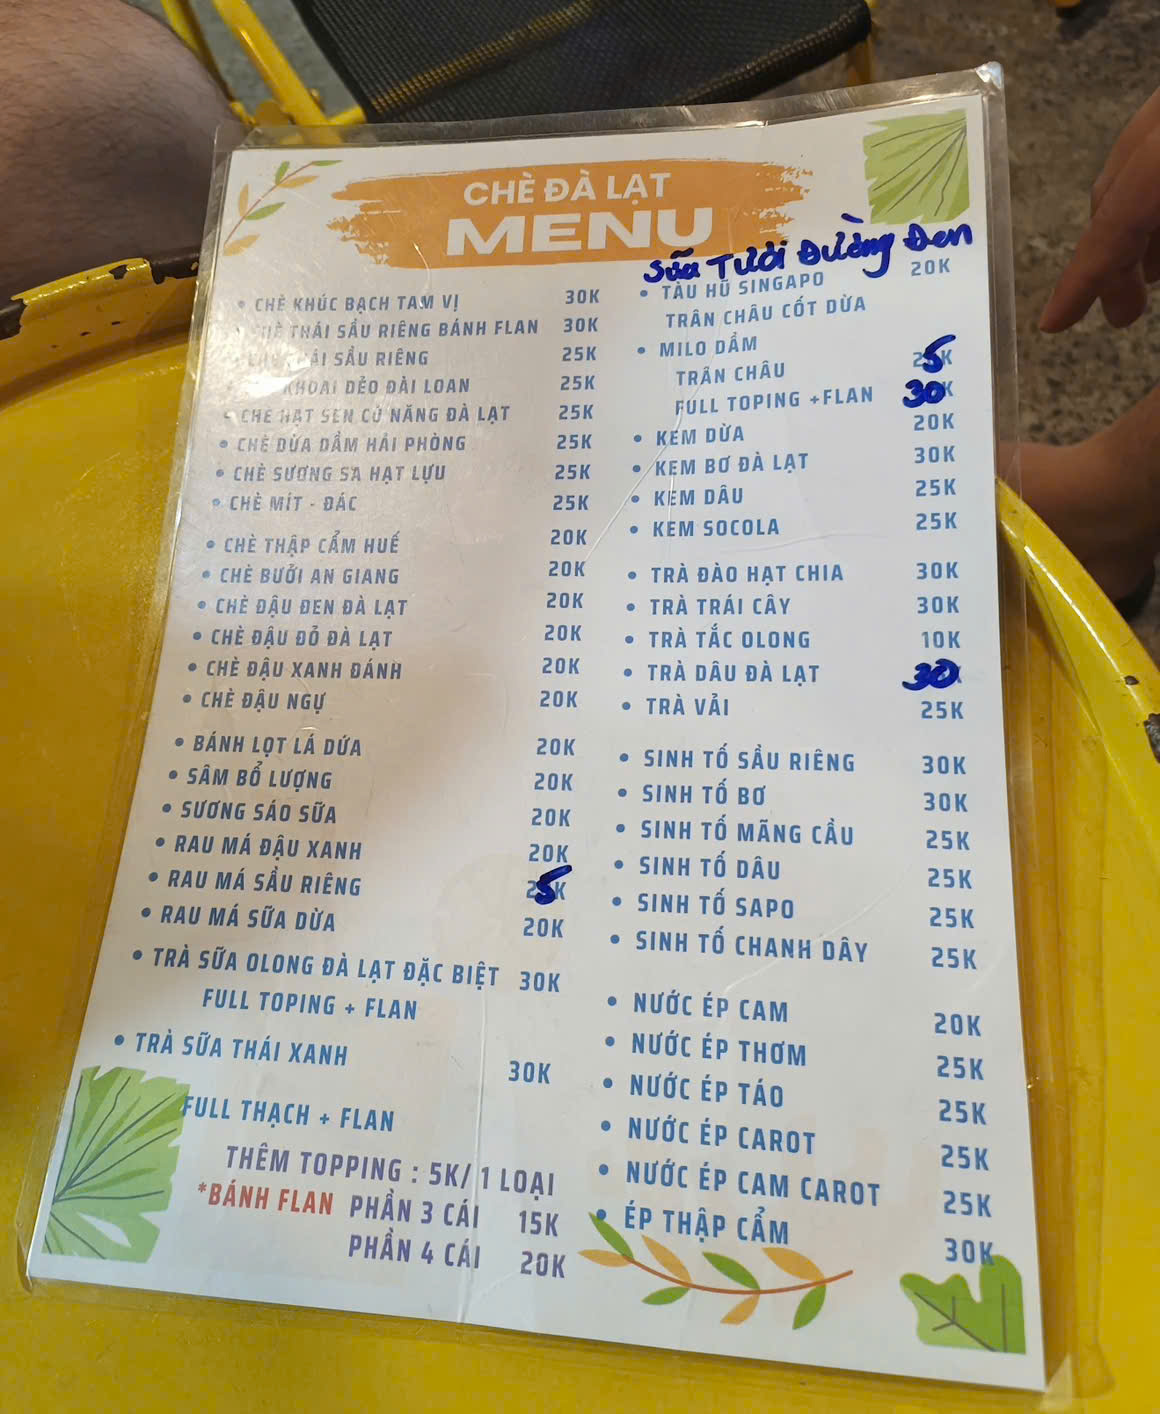 CHÈ ĐÀ LẠT
MENU
Sữa Tươi Đường Đen
• CHÈ KHÚC BẠCH TAM VỊ 30K
CHÈ THÁI SẦU RIÊNG BÁNH FLAN 30K
THÁI SẦU RIÊNG 25K
KHOAI DẺO ĐÀI LOAN 25K
• CHÈ HẠT SEN CỦ NĂNG ĐÀ LẠT 25K
• CHÈ DỪA DẦM HẢI PHÒNG 25K
• CHÈ SƯƠNG SA HẠT LỰU 25K
• CHÈ MÍT - ĐÁC 25K
• CHÈ THẬP CẨM HUẾ 20K
• CHÈ BƯỞI AN GIANG 20K
• CHÈ ĐẬU ĐEN ĐÀ LẠT 20K
• CHÈ ĐẬU ĐỎ ĐÀ LẠT 20K
• CHÈ ĐẬU XANH ĐÁNH 20K
• CHÈ ĐẬU NGỰ 20K
• BÁNH LỌT LÁ DỨA 20K
• SÂM BỔ LƯỢNG 20K
• SƯƠNG SÁO SỮA 20K
• RAU MÁ ĐẬU XANH 20K
• RAU MÁ SẦU RIÊNG 25K
• RAU MÁ SỮA DỪA 20K
• TRÀ SỮA OLONG ĐÀ LẠT ĐẶC BIỆT 30K
FULL TOPING + FLAN
• TRÀ SỮA THÁI XANH 30K
FULL THẠCH + FLAN
THÊM TOPPING : 5K/ 1 LOẠI
*BÁNH FLAN PHẦN 3 CÁI 15K
PHẦN 4 CÁI 20K
• TÀU HŨ SINGAPO 20K
TRÂN CHÂU CỐT DỪA
• MILO DẦM
TRÂN CHÂU 25K
FULL TOPING +FLAN 30K
• KEM DỪA 20K
• KEM BƠ ĐÀ LẠT 30K
• KEM DÂU 25K
• KEM SOCOLA 25K
• TRÀ ĐÀO HẠT CHIA 30K
• TRÀ TRÁI CÂY 30K
• TRÀ TẮC OLONG 10K
• TRÀ DÂU ĐÀ LẠT 30
• TRÀ VẢI 25K
• SINH TỐ SẦU RIÊNG 30K
• SINH TỐ BƠ 30K
• SINH TỐ MÃNG CẦU 25K
• SINH TỐ DÂU 25K
• SINH TỐ SAPO 25K
• SINH TỐ CHANH DÂY 25K
• NƯỚC ÉP CAM 20K
• NƯỚC ÉP THƠM 25K
• NƯỚC ÉP TÁO 25K
• NƯỚC ÉP CAROT 25K
• NƯỚC ÉP CAM CAROT 25K
• ÉP THẬP CẨM 30K